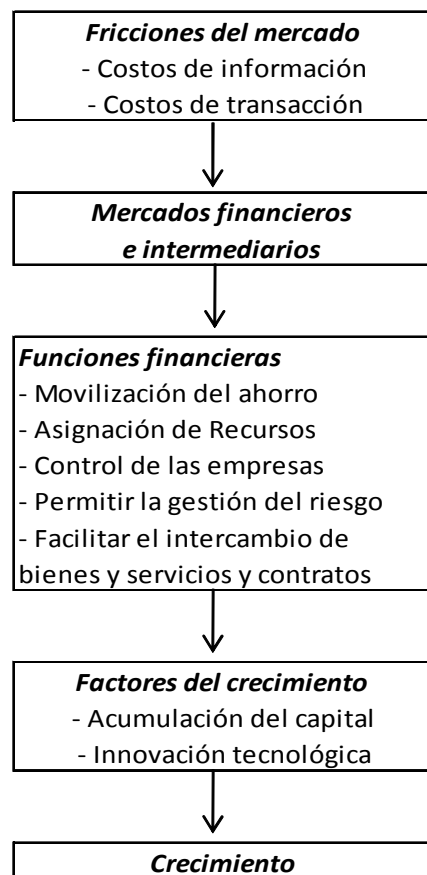 Fricciones del mercado
- Costos de información
- Costos de transacción
Mercados financieros
e intermediarios
Funciones financieras
- Movilización del ahorro
- Asignación de Recursos
- Control de las empresas
- Permitir la gestión del riesgo
- Facilitar el intercambio de
bienes y servicios y contratos
Factores del crecimiento
- Acumulación del capital
- Innovación tecnológica
Crecimiento